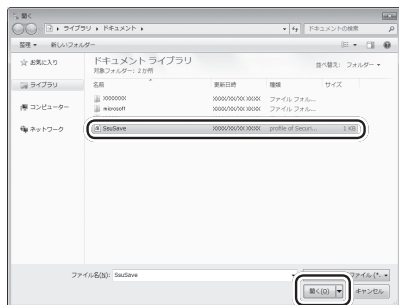 開く
ライブラリ ▸ ドキュメント ▸
ドキュメントの検索
整理 ▾ 新しいフォルダー
お気に入り
ライブラリ
コンピューター
ネットワーク
ドキュメント ライブラリ
対象フォルダー: 2か所
並べ替え: フォルダー ▾
名前 更新日時 種類 サイズ
XXXXXXX XXXX/XX/XX XX:XX ファイル フォル...
microsoft XXXX/XX/XX XX:XX ファイル フォル...
SsuSave XXXX/XX/XX XX:XX profile of Securi... 1 KB
ファイル名(N): SsuSave
ファイル (*.
開く(O) キャンセル